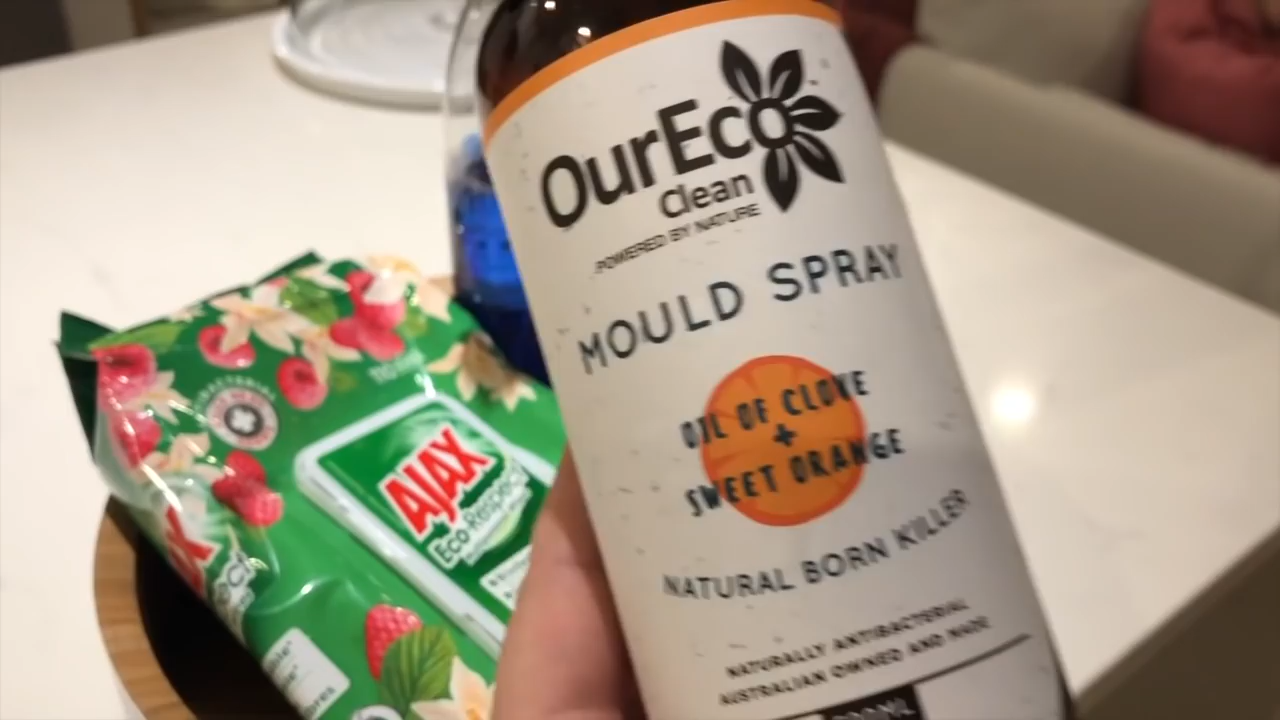 OurEco
Clean
POWERED BY NATURE
MOULD SPRAY
OIL OF CLOVE
+
SWEET ORANGE
NATURAL BORN KILLER
NATURALLY ANTIBACTERIAL
AUSTRALIAN OWNED AND MADE
AJAX
Eco-Respect